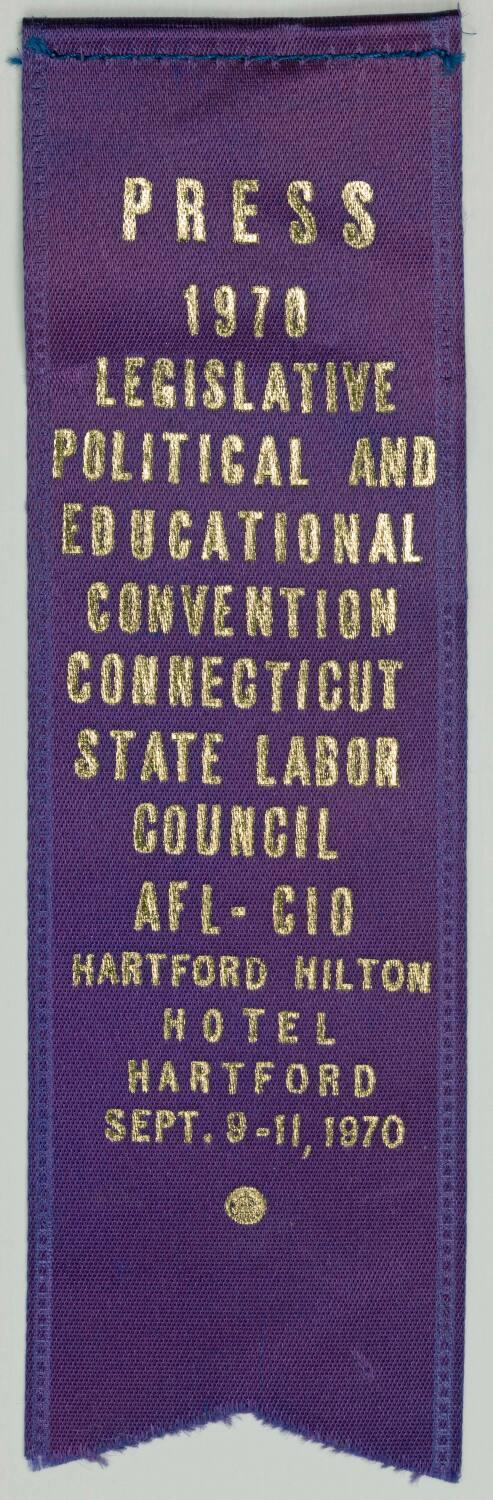 PRESS
1970
LEGISLATIVE
POLITICAL AND
EDUCATIONAL
CONVENTION
CONNECTICUT
STATE LABOR
COUNCIL
AFL-CIO
HARTFORD HILTON
HOTEL
HARTFORD
SEPT. 9-11, 1970